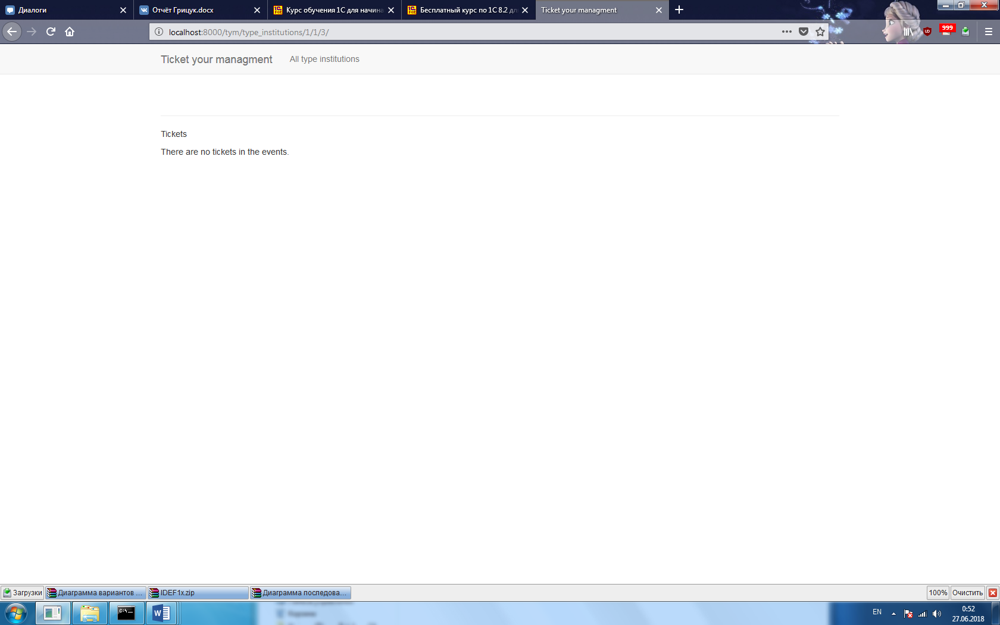 Диалоги
Отчёт Грицук.docx
Курс обучения 1С для начина
Бесплатный курс по 1С 8.2 дл
Ticket your managment
localhost:8000/tym/type_institutions/1/1/3/
999
Ticket your managment
All type institutions
Tickets
There are no tickets in the events.
Загрузки
Диаграмма вариантов ...
IDEF1x.zip
Диаграмма последова...
100%
Очистить
EN
0:52
27.06.2018